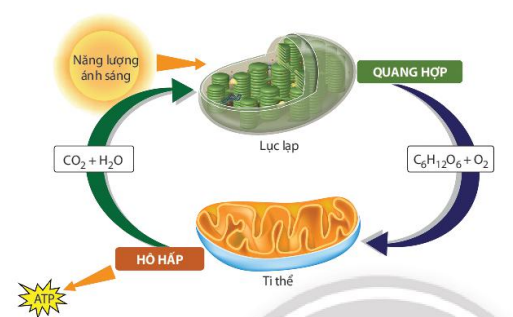 Năng lượng
ánh sáng
QUANG HỢP
Lục lạp
CO₂ + H₂O
C₆H₁₂O₆ + O₂
HÔ HẤP
Ti thể
ATP